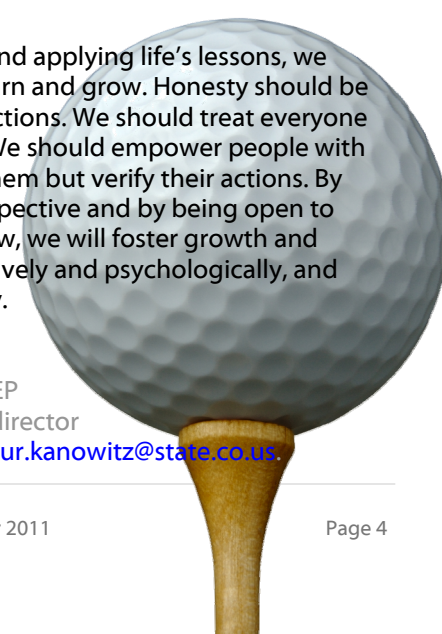 nd applying life's lessons, we
rn and grow. Honesty should be
ctions. We should treat everyone
We should empower people with
hem but verify their actions. By
spective and by being open to
w, we will foster growth and
vely and psychologically, and
y.
EP
director
ur.kanowitz@state.co.us.
2011
Page 4